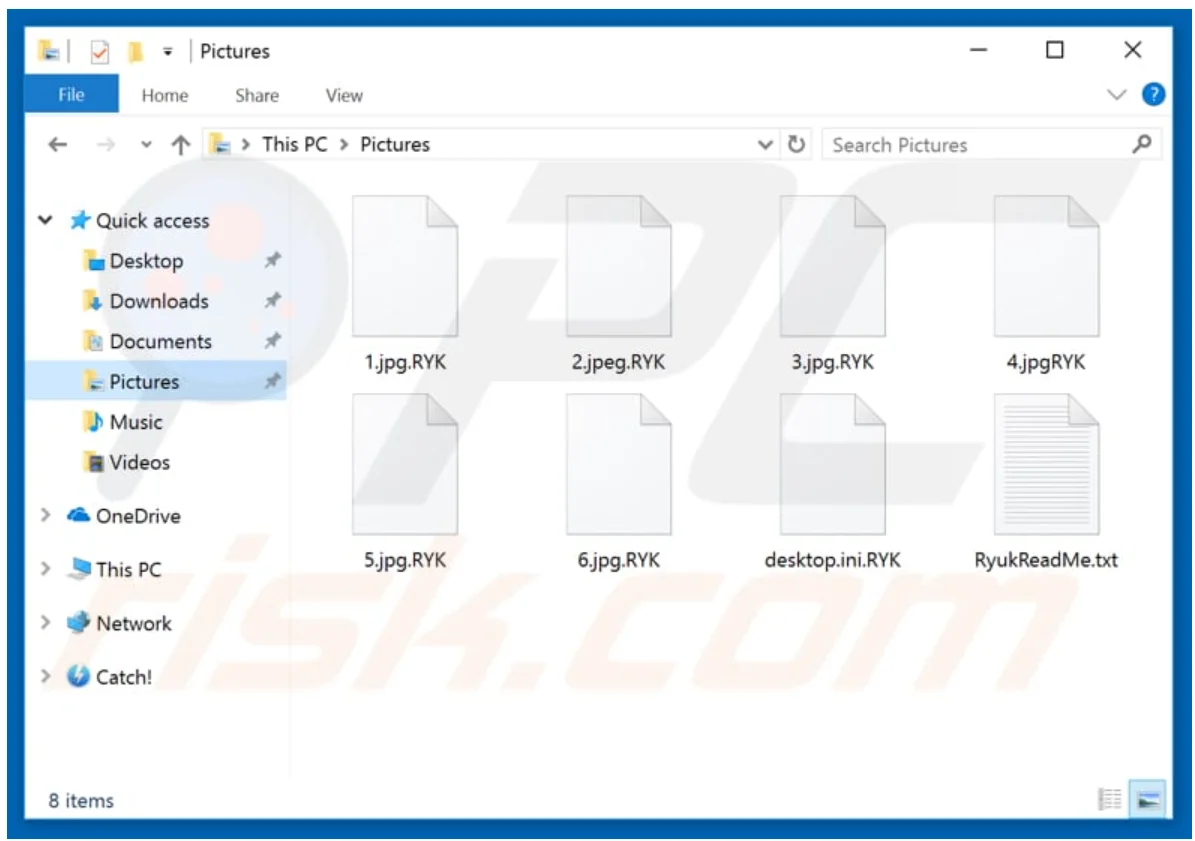 Pictures
File Home Share View
This PC Pictures Search Pictures
Quick access
Desktop
Downloads
Documents
Pictures
Music
Videos
OneDrive
This PC
Network
Catch!
1.jpg.RYK 2.jpeg.RYK 3.jpg.RYK 4.jpgRYK
5.jpg.RYK 6.jpg.RYK desktop.ini.RYK RyukReadMe.txt
8 items
PC
risk.com